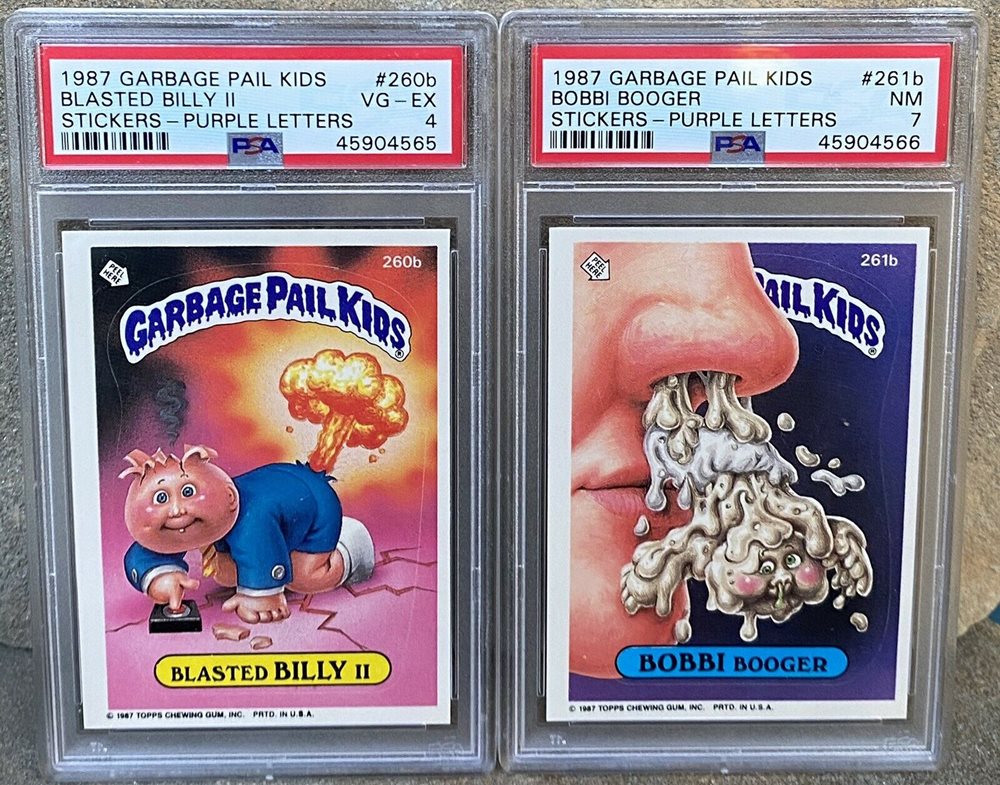 1987 GARBAGE PAIL KIDS #260b
BLASTED BILLY II VG-EX
STICKERS-PURPLE LETTERS 4
PSA 45904565
PEEL HERE
260b
GARBAGE PAIL KIDS®
BLASTED BILLY II
© 1987 TOPPS CHEWING GUM, INC. PRTD. IN U.S.A.
1987 GARBAGE PAIL KIDS #261b
BOBBI BOOGER NM
STICKERS-PURPLE LETTERS 7
PSA 45904566
PEEL HERE
261b
AIL KIDS®
BOBBI BOOGER
© 1987 TOPPS CHEWING GUM, INC. PRTD. IN U.S.A.